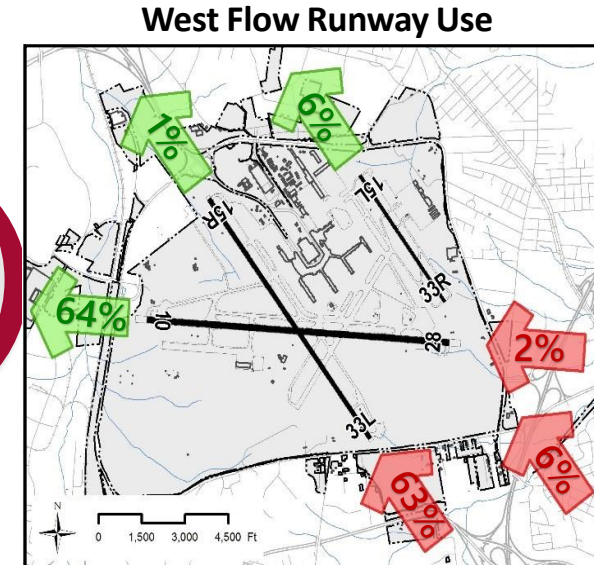 West Flow Runway Use
1%
6%
15R
15L
33R
64%
10
28
2%
33L
6%
63%
N
0 1,500 3,000 4,500 Ft